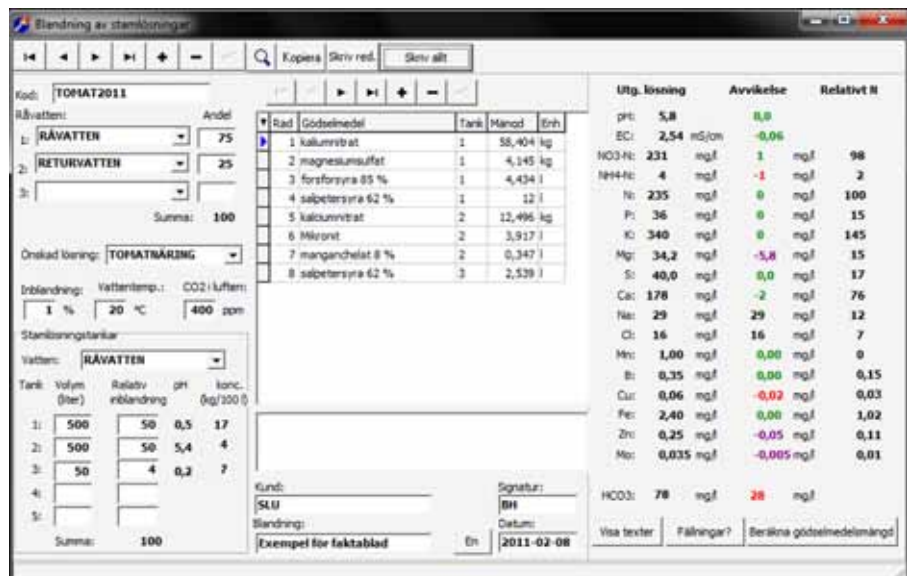 Blandning av stamlösningar
Kopiera Skriv red. Skriv allt
Kod: TOMAT2011
Råvatten: Andel
1: RÅVATTEN 75
2: RETURVATTEN 25
3:
Summa: 100
Önskad lösning: TOMATNÄRING
Inblandning: Vattentemp.: CO2 i luften:
1 % 20 °C 400 ppm
Stamlösningstankar
Vatten: RÅVATTEN
Tank Volym (liter) Relativ inblandning pH konc. (kg/100 l)
1: 500 50 0,5 17
2: 500 50 5,4 4
3: 50 4 0,2 ?
4:
5:
Summa: 100
Rad Gödselmedel Tank Mängd Enh
1 kaliumnitrat 1 58,404 kg
2 magnesiumsulfat 1 4,145 kg
3 forsforsyra 85 % 1 4,434 l
4 salpetersyra 62 % 1 12 l
5 kalciumnitrat 2 12,496 kg
6 Mikronit 2 3,917 l
7 manganchelat 8 % 2 0,347 l
8 salpetersyra 62 % 3 2,539 l
Kund: Signatur:
SLU BH
Blandning: Datum:
Exempel för faktablad En 2011-02-08
Utg. lösning Avvikelse Relativt N
pH: 5,8 0,0
EC: 2,54 mS/cm -0,06
NO3-N: 231 mg/l 1 mg/l 98
NH4-N: 4 mg/l -1 mg/l 2
N: 235 mg/l 0 mg/l 100
P: 36 mg/l 0 mg/l 15
K: 340 mg/l 0 mg/l 145
Mg: 34,2 mg/l -5,8 mg/l 15
S: 40,0 mg/l 0,0 mg/l 17
Ca: 178 mg/l -2 mg/l 76
Na: 29 mg/l 29 mg/l 12
Cl: 16 mg/l 16 mg/l 7
Mn: 1,00 mg/l 0,00 mg/l 0
B: 0,35 mg/l 0,00 mg/l 0,15
Cu: 0,06 mg/l -0,02 mg/l 0,03
Fe: 2,40 mg/l 0,00 mg/l 1,02
Zn: 0,25 mg/l -0,05 mg/l 0,11
Mo: 0,035 mg/l -0,005 mg/l 0,01
HCO3: 78 mg/l 28 mg/l
Visa texter Fällningar? Beräkna gödselmedelsmängd